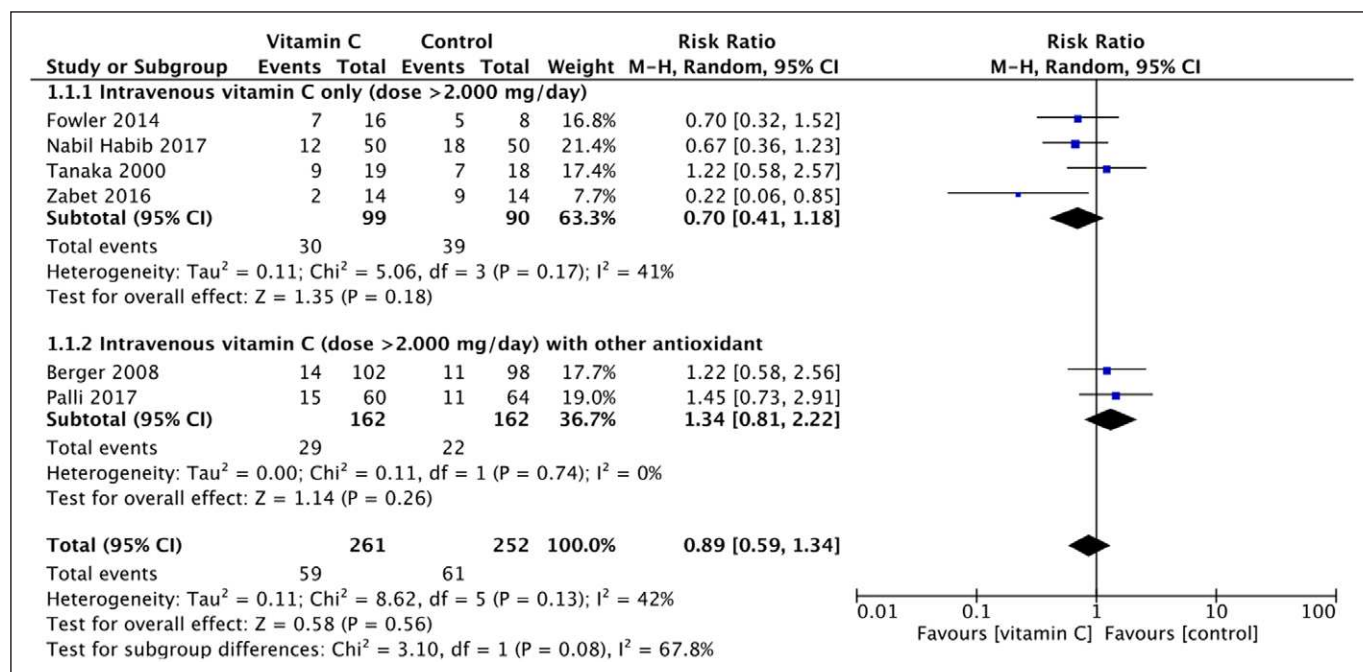 Vitamin C Control Risk Ratio Risk Ratio
Study or Subgroup Events Total Events Total Weight M-H, Random, 95% CI M-H, Random, 95% CI
1.1.1 Intravenous vitamin C only (dose >2.000 mg/day)
Fowler 2014 7 16 5 8 16.8% 0.70 [0.32, 1.52]
Nabil Habib 2017 12 50 18 50 21.4% 0.67 [0.36, 1.23]
Tanaka 2000 9 19 7 18 17.4% 1.22 [0.58, 2.57]
Zabet 2016 2 14 9 14 7.7% 0.22 [0.06, 0.85]
Subtotal (95% CI) 99 90 63.3% 0.70 [0.41, 1.18]
Total events 30 39
Heterogeneity: Tau² = 0.11; Chi² = 5.06, df = 3 (P = 0.17); I² = 41%
Test for overall effect: Z = 1.35 (P = 0.18)
1.1.2 Intravenous vitamin C (dose >2.000 mg/day) with other antioxidant
Berger 2008 14 102 11 98 17.7% 1.22 [0.58, 2.56]
Palli 2017 15 60 11 64 19.0% 1.45 [0.73, 2.91]
Subtotal (95% CI) 162 162 36.7% 1.34 [0.81, 2.22]
Total events 29 22
Heterogeneity: Tau² = 0.00; Chi² = 0.11, df = 1 (P = 0.74); I² = 0%
Test for overall effect: Z = 1.14 (P = 0.26)
Total (95% CI) 261 252 100.0% 0.89 [0.59, 1.34]
Total events 59 61
Heterogeneity: Tau² = 0.11; Chi² = 8.62, df = 5 (P = 0.13); I² = 42%
Test for overall effect: Z = 0.58 (P = 0.56)
Test for subgroup differences: Chi² = 3.10, df = 1 (P = 0.08), I² = 67.8%
0.01 0.1 1 10 100
Favours [vitamin C] Favours [control]